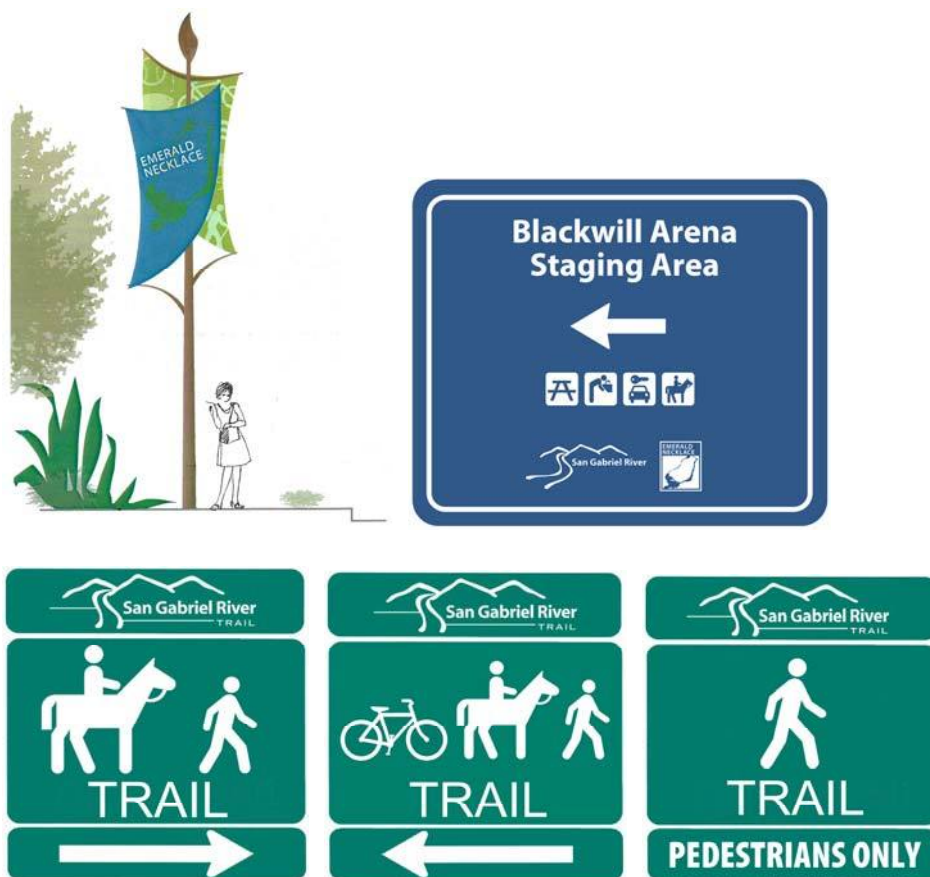 EMERALD
NECKLACE
Blackwill Arena
Staging Area
San Gabriel River
EMERALD
NECKLACE
San Gabriel River
TRAIL
TRAIL
San Gabriel River
TRAIL
TRAIL
San Gabriel River
TRAIL
TRAIL
PEDESTRIANS ONLY